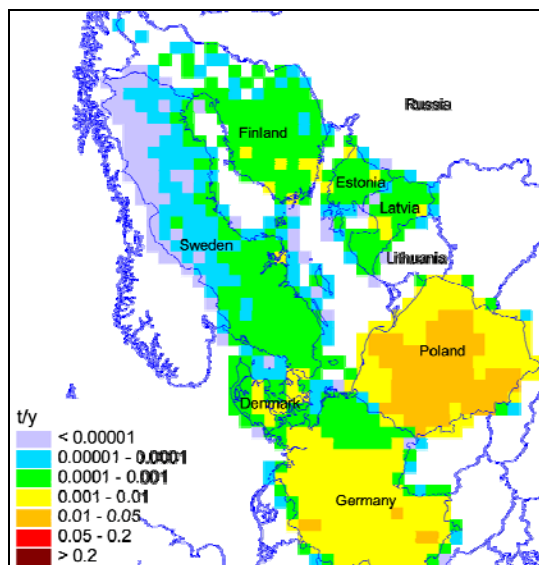 Russia
Finland
Estonia
Latvia
Sweden
Lithuania
Poland
Denmark
Germany
t/y
< 0.00001
0.00001 - 0.0001
0.0001 - 0.001
0.001 - 0.01
0.01 - 0.05
0.05 - 0.2
> 0.2